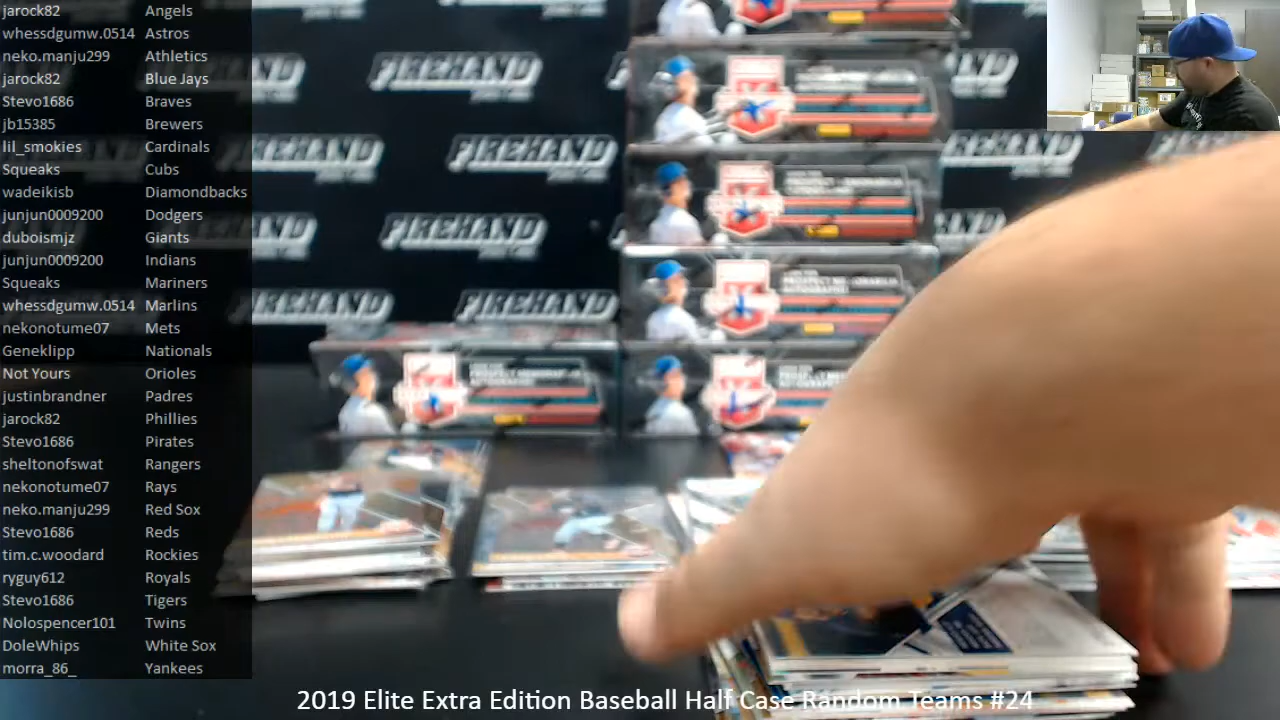 jarock82 Angels
whessdgumw.0514 Astros
neko.manju299 Athletics
jarock82 Blue Jays
Stevo1686 Braves
jb15385 Brewers
lil_smokies Cardinals
Squeaks Cubs
wadeikisb Diamondbacks
junjun0009200 Dodgers
duboismjz Giants
junjun0009200 Indians
Squeaks Mariners
whessdgumw.0514 Marlins
nekonotume07 Mets
Geneklipp Nationals
Not Yours Orioles
justinbrandner Padres
jarock82 Phillies
Stevo1686 Pirates
sheltonofswat Rangers
nekonotume07 Rays
neko.manju299 Red Sox
Stevo1686 Reds
tim.c.woodard Rockies
ryguy612 Royals
Stevo1686 Tigers
Nolospencer101 Twins
DoleWhips White Sox
morra_86_ Yankees
FIREHAND
FIREHAND
FIREHAND
FIREHAND
FIREHAND
FIREHAND
FIREHAND
2019 Elite Extra Edition Baseball Half Case Random Teams #24